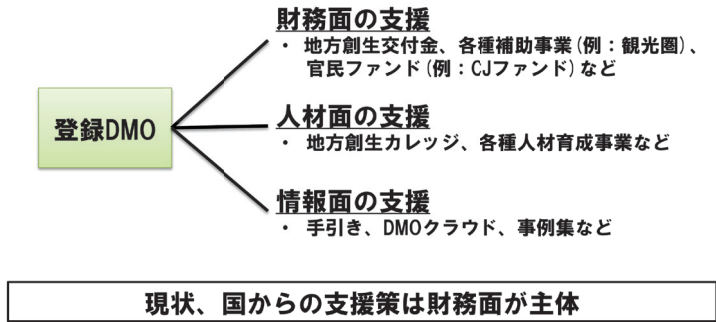 財務面の支援
・ 地方創生交付金、各種補助事業(例：観光圏)、
官民ファンド(例：CJファンド)など
登録DMO
人材面の支援
・ 地方創生カレッジ、各種人材育成事業など
情報面の支援
・ 手引き、DMOクラウド、事例集など
現状、国からの支援策は財務面が主体